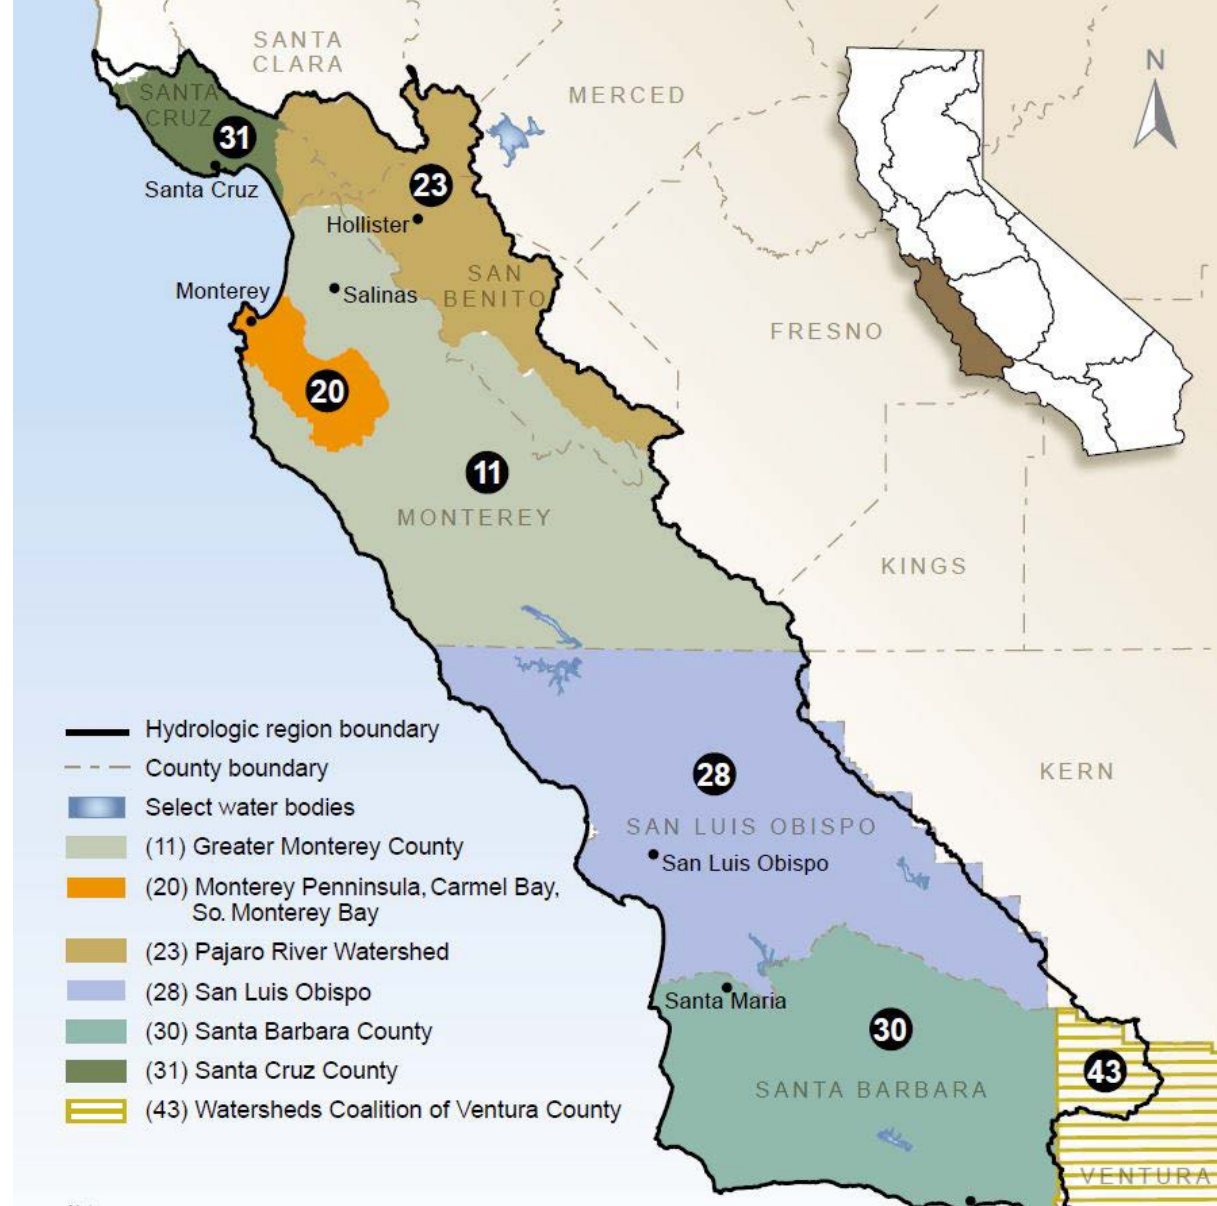 SANTA
CLARA
MERCED
N
SANTA
CRUZ
31
23
Santa Cruz
Hollister
SAN
BENITO
Monterey
Salinas
FRESNO
20
11
MONTEREY
KINGS
Hydrologic region boundary
28
County boundary
KERN
Select water bodies
SAN LUIS OBISPO
(11) Greater Monterey County
San Luis Obispo
(20) Monterey Penninsula, Carmel Bay,
So. Monterey Bay
(23) Pajaro River Watershed
(28) San Luis Obispo
Santa Maria
(30) Santa Barbara County
30
(31) Santa Cruz County
43
SANTA BARBARA
(43) Watersheds Coalition of Ventura County
VENTURA